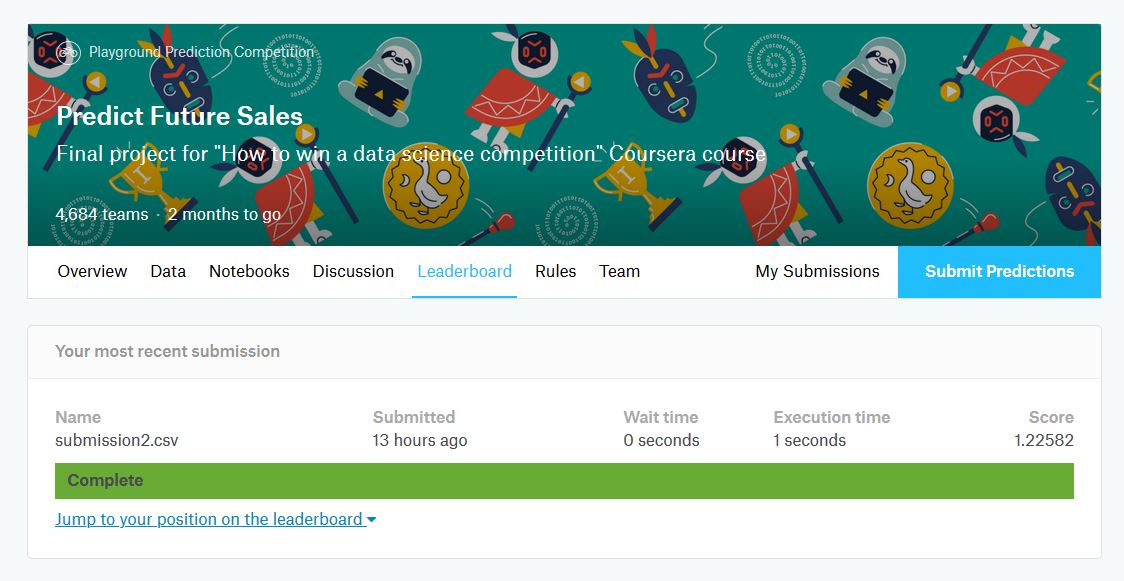 Playground Prediction Competition
Predict Future Sales
Final project for "How to win a data science competition" Coursera course
4,684 teams · 2 months to go
Overview Data Notebooks Discussion Leaderboard Rules Team My Submissions Submit Predictions
Your most recent submission
Name Submitted Wait time Execution time Score
submission2.csv 13 hours ago 0 seconds 1 seconds 1.22582
Complete
Jump to your position on the leaderboard